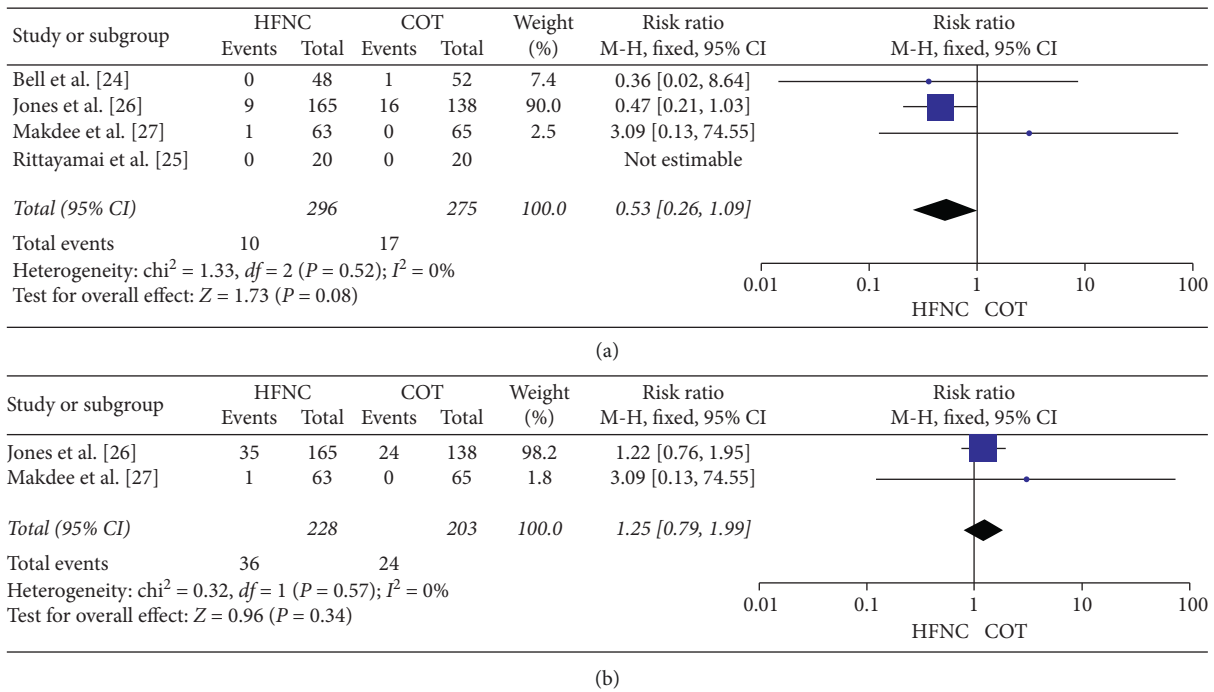 Study or subgroup HFNC COT Weight Risk ratio Risk ratio
Events Total Events Total (%) M-H, fixed, 95% CI M-H, fixed, 95% CI
Bell et al. [24] 0 48 1 52 7.4 0.36 [0.02, 8.64]
Jones et al. [26] 9 165 16 138 90.0 0.47 [0.21, 1.03]
Makdee et al. [27] 1 63 0 65 2.5 3.09 [0.13, 74.55]
Rittayamai et al. [25] 0 20 0 20 Not estimable
Total (95% CI) 296 275 100.0 0.53 [0.26, 1.09]
Total events 10 17
Heterogeneity: chi² = 1.33, df = 2 (P = 0.52); I² = 0%
Test for overall effect: Z = 1.73 (P = 0.08)
0.01 0.1 1 10 100
HFNC COT
(a)
Study or subgroup HFNC COT Weight Risk ratio Risk ratio
Events Total Events Total (%) M-H, fixed, 95% CI M-H, fixed, 95% CI
Jones et al. [26] 35 165 24 138 98.2 1.22 [0.76, 1.95]
Makdee et al. [27] 1 63 0 65 1.8 3.09 [0.13, 74.55]
Total (95% CI) 228 203 100.0 1.25 [0.79, 1.99]
Total events 36 24
Heterogeneity: chi² = 0.32, df = 1 (P = 0.57); I² = 0%
Test for overall effect: Z = 0.96 (P = 0.34)
0.01 0.1 1 10 100
HFNC COT
(b)